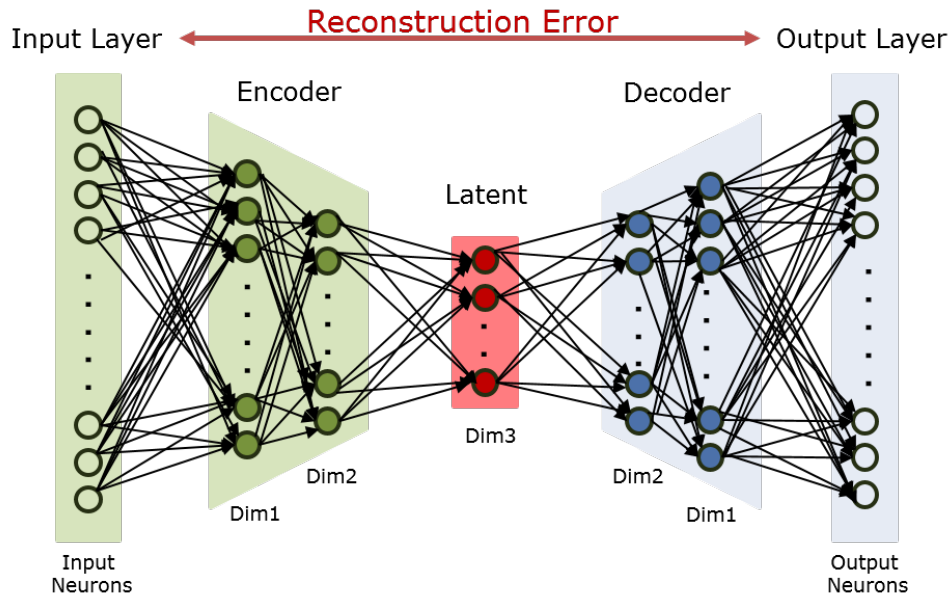 Reconstruction Error
Input Layer
Output Layer
Encoder
Decoder
Latent
Dim3
Dim2
Dim2
Dim1
Dim1
Input
Neurons
Output
Neurons